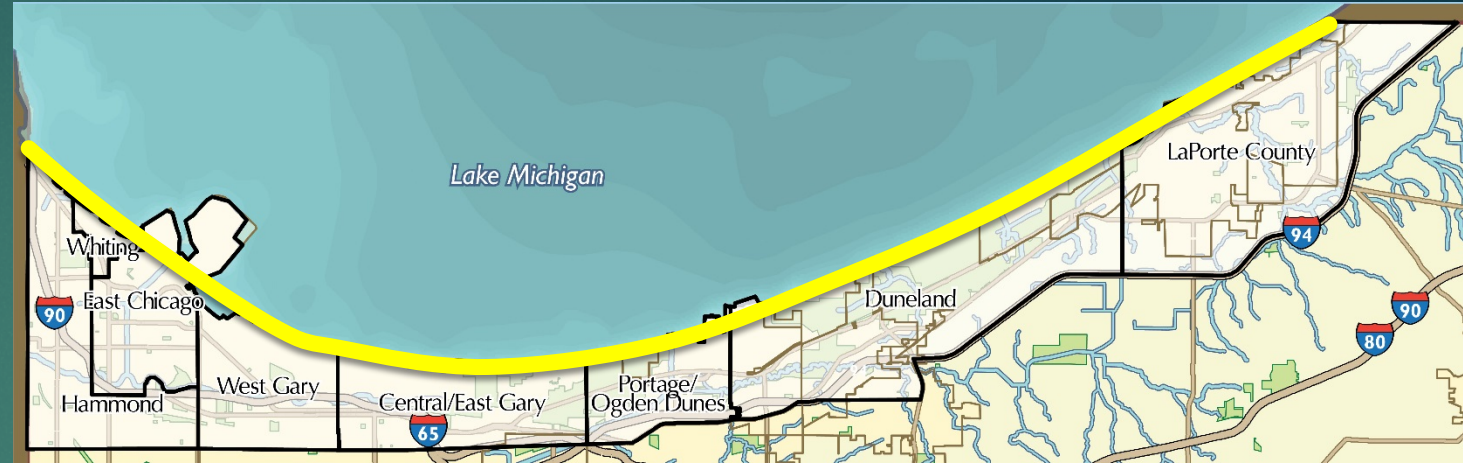 Lake Michigan
LaPorte County
94
Whiting
East Chicago
90
Duneland
90
80
West Gary
Hammond
Central/East Gary
65
Portage/
Ogden Dunes